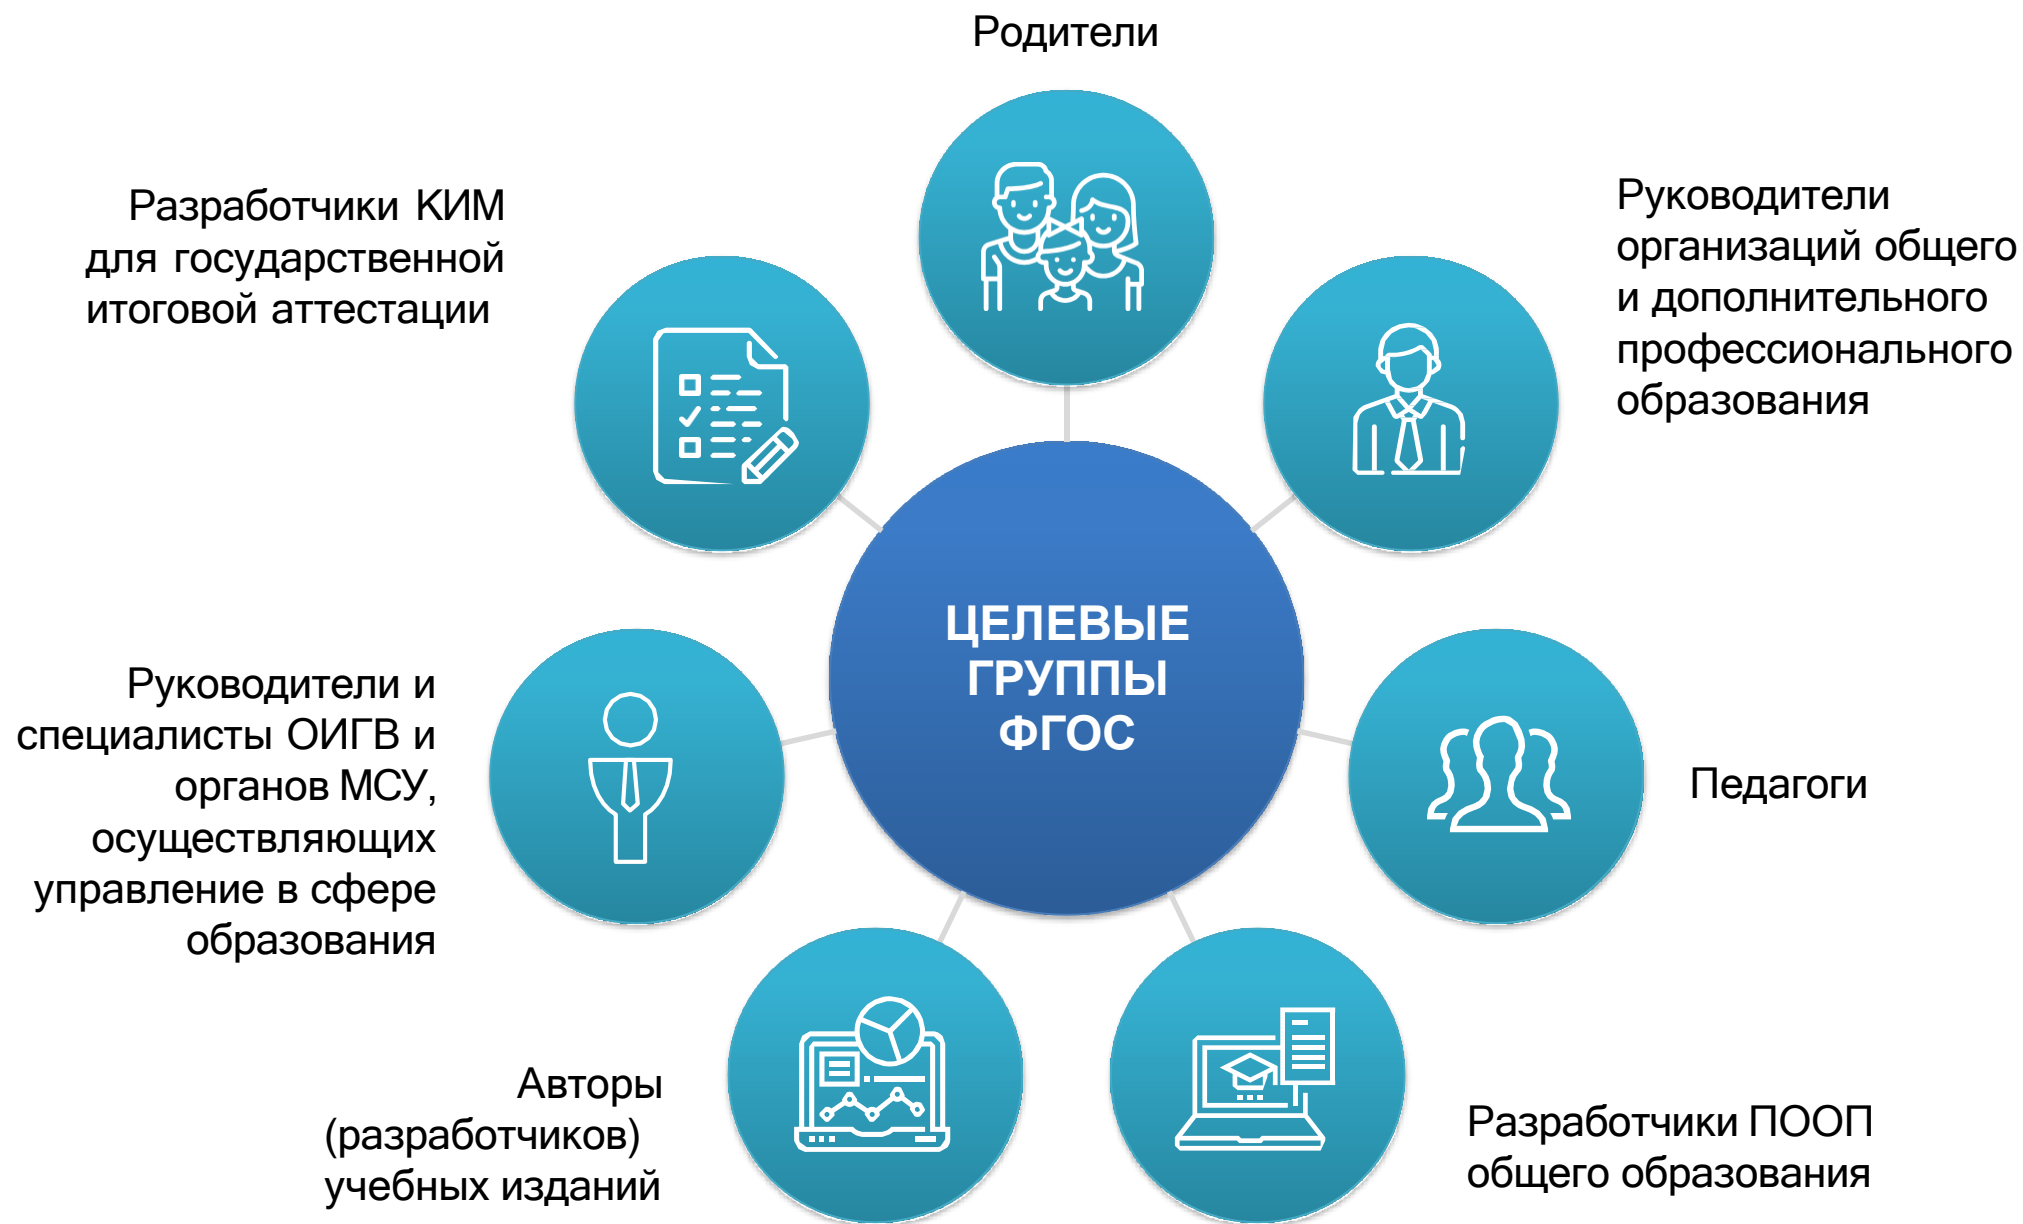 Родители
Разработчики КИМ
для государственной
итоговой аттестации
Руководители
организаций общего
и дополнительного
профессионального
образования
ЦЕЛЕВЫЕ
ГРУППЫ
ФГОС
Руководители и
специалисты ОИГВ и
органов МСУ,
осуществляющих
управление в сфере
образования
Педагоги
Авторы
(разработчиков)
учебных изданий
Разработчики ПООП
общего образования